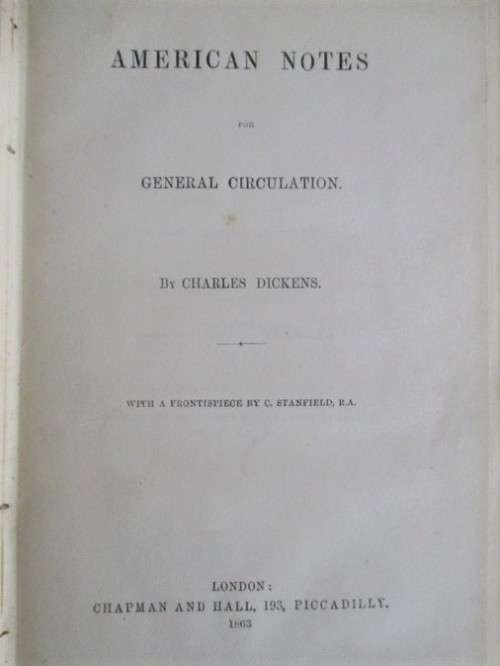 AMERICAN NOTES
FOR
GENERAL CIRCULATION.
BY CHARLES DICKENS.
WITH A FRONTISPIECE BY C. STANFIELD, R.A.
LONDON:
CHAPMAN AND HALL, 193, PICCADILLY.
1863